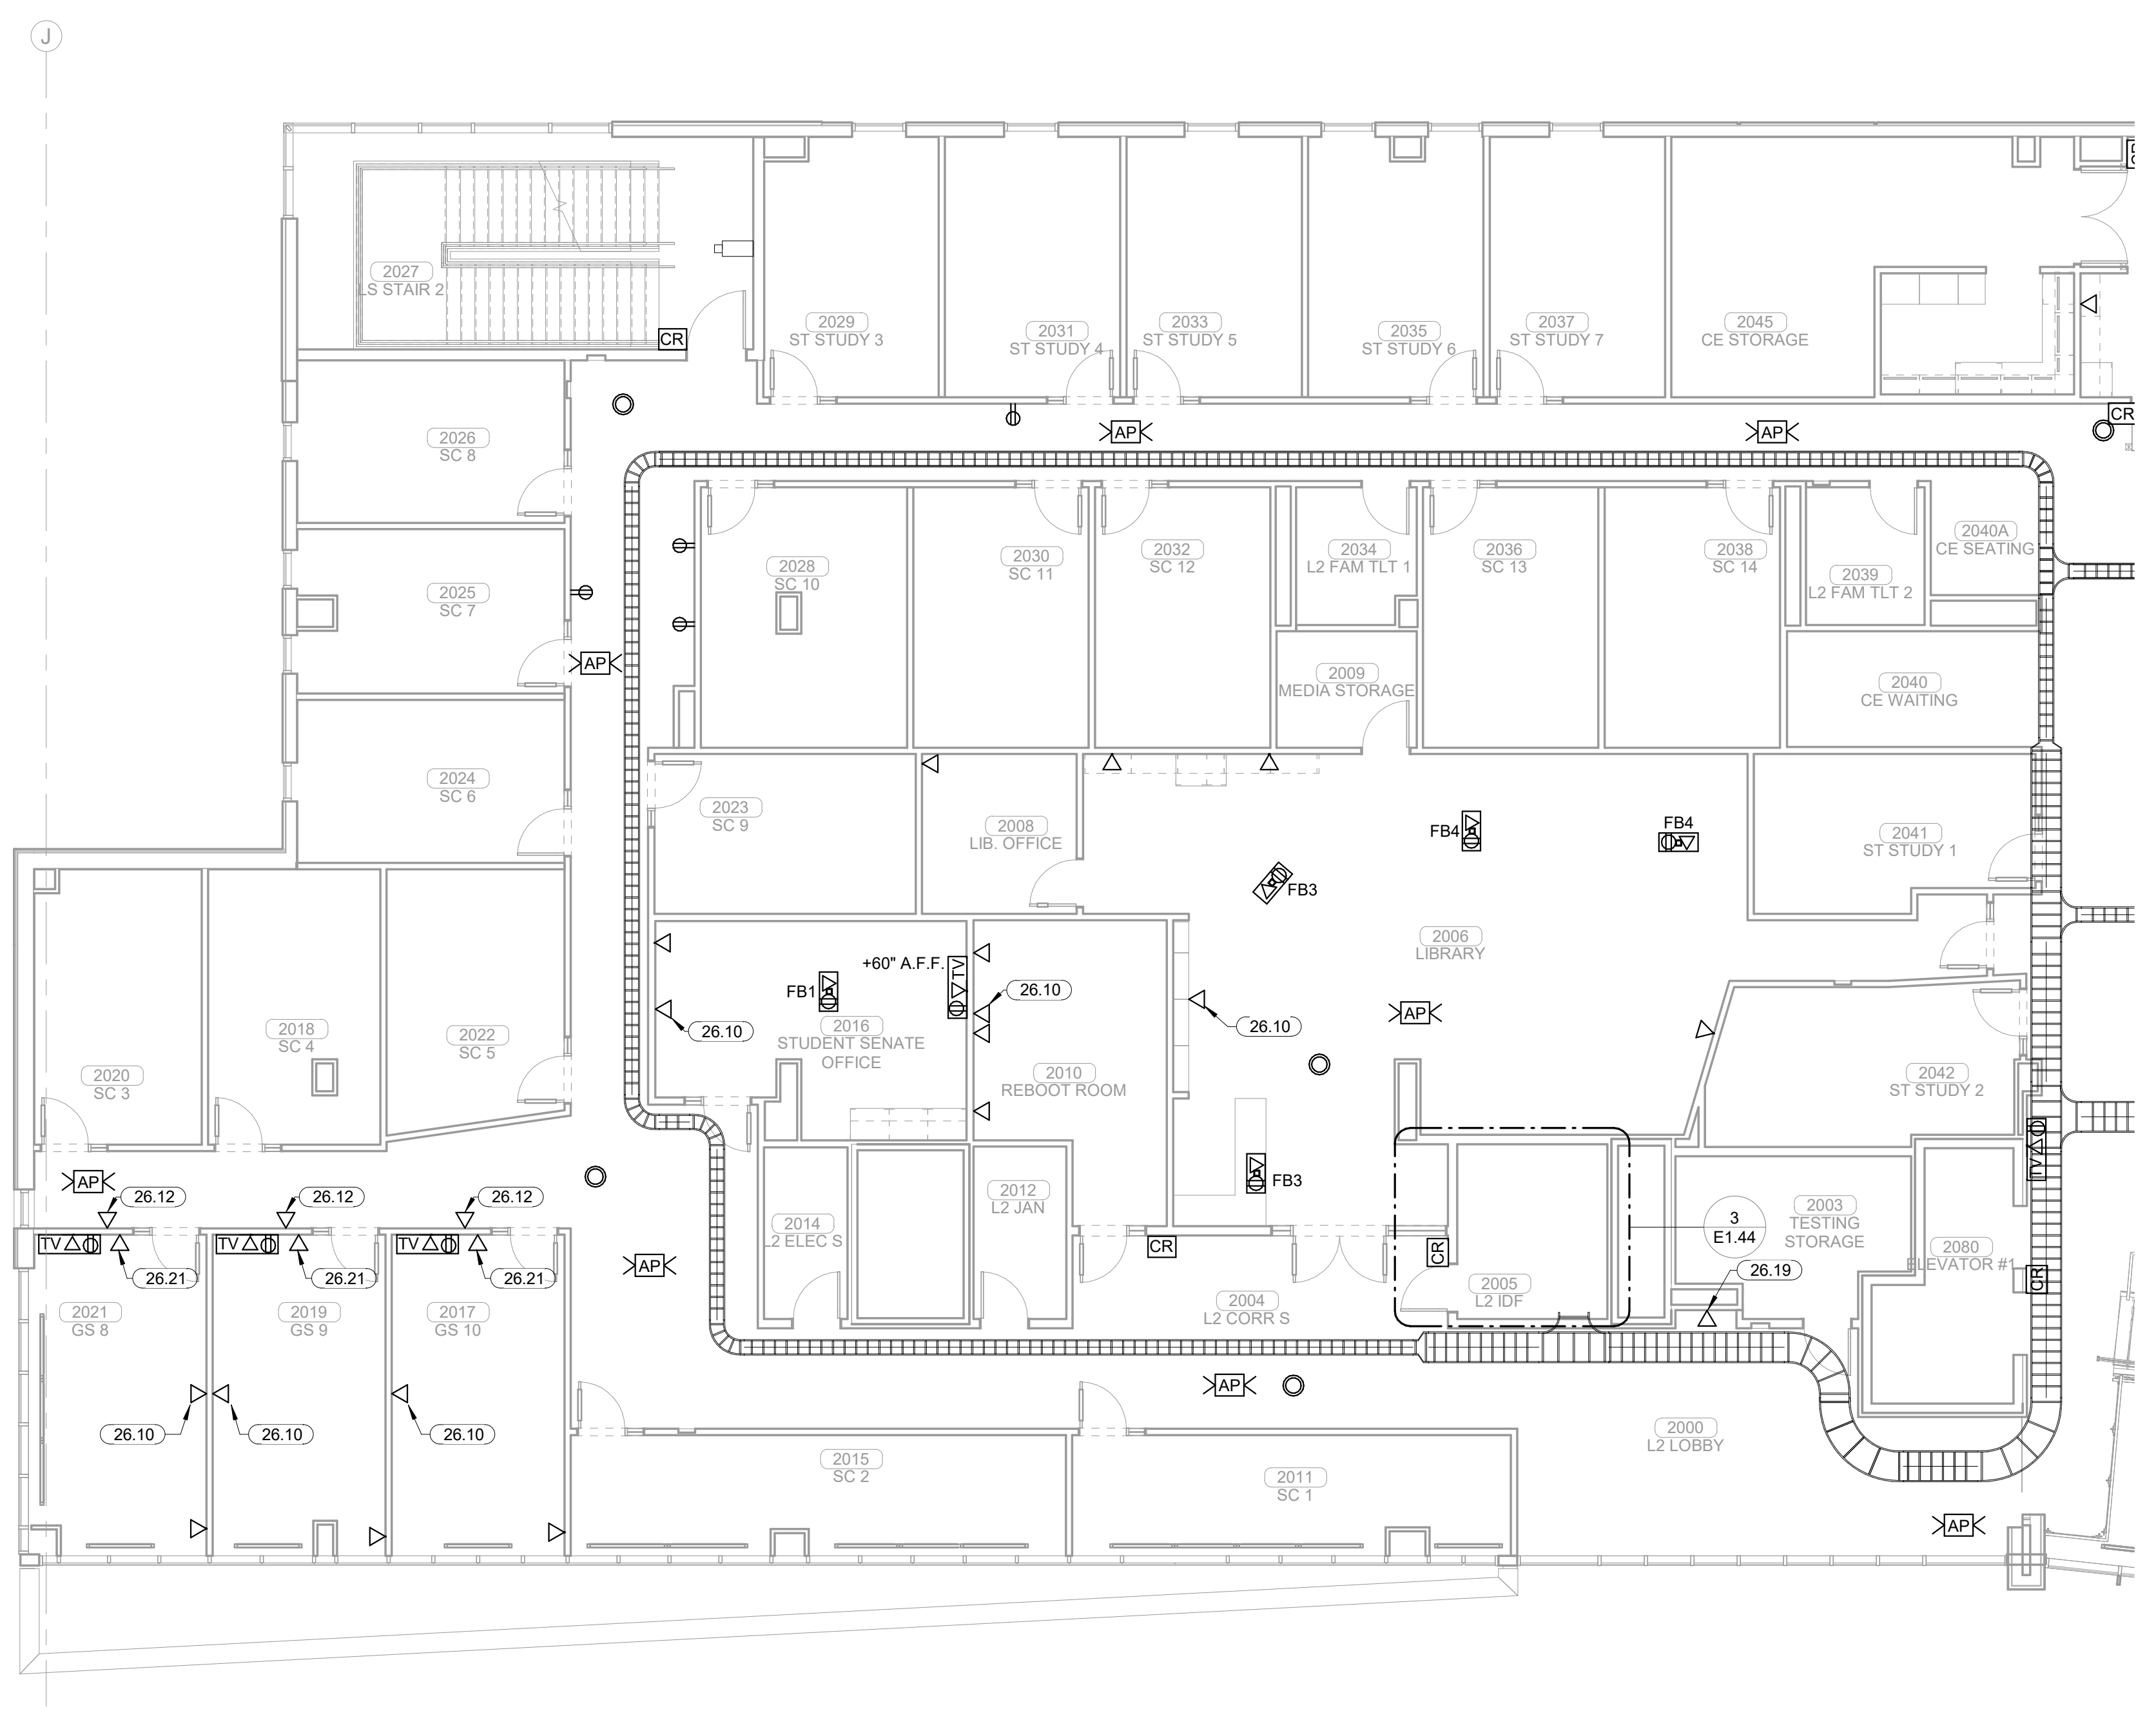 J
2027
LS STAIR 2
CR
2029
ST STUDY 3
2031
ST STUDY 4
2033
ST STUDY 5
2035
ST STUDY 6
2037
ST STUDY 7
2045
CE STORAGE
CR
AP
AP
2026
SC 8
2025
SC 7
AP
2024
SC 6
2028
SC 10
2030
SC 11
2032
SC 12
2034
L2 FAM TLT 1
2036
SC 13
2038
SC 14
2039
L2 FAM TLT 2
2040A
CE SEATING
2009
MEDIA STORAGE
2040
CE WAITING
2023
SC 9
2008
LIB. OFFICE
FB4
FB4
FB3
2041
ST STUDY 1
2006
LIBRARY
+60" A.F.F.
TV
FB1
26.10
26.10
26.10
AP
2016
STUDENT SENATE
OFFICE
2010
REBOOT ROOM
2020
SC 3
2018
SC 4
2022
SC 5
2042
ST STUDY 2
TV
AP
26.12
26.12
26.12
TV
TV
TV
26.21
26.21
26.21
2021
GS 8
2019
GS 9
2017
GS 10
26.10
26.10
26.10
AP
2014
L2 ELEC S
2012
L2 JAN
FB3
CR
CR
2004
L2 CORR S
2005
L2 IDF
3
E1.44
26.19
2003
TESTING
STORAGE
2080
ELEVATOR #1
CR
AP
2015
SC 2
2011
SC 1
2000
L2 LOBBY
AP